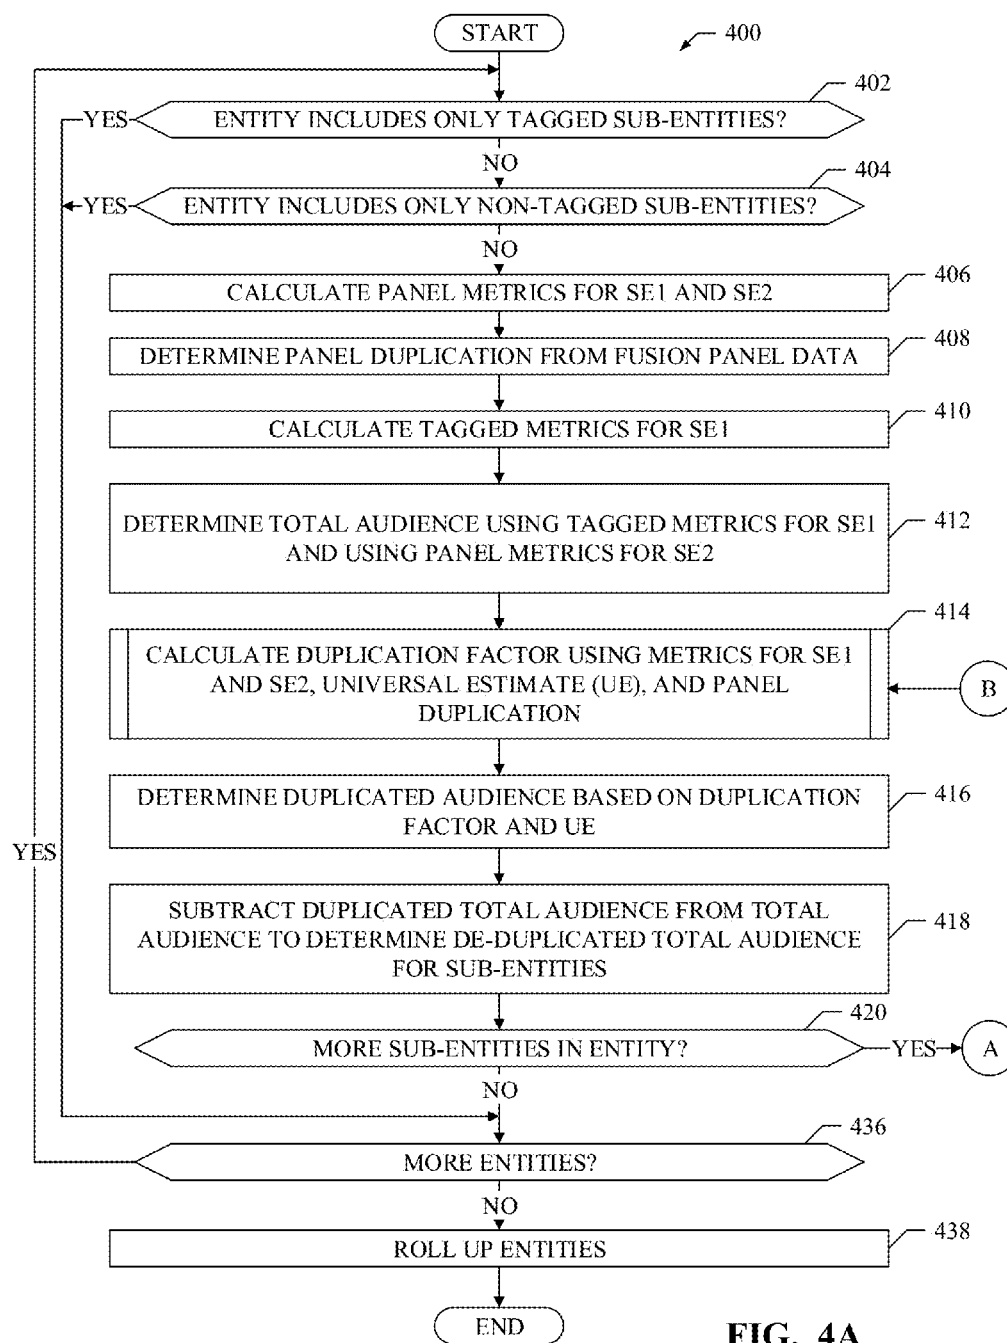 START
400
402
YES
ENTITY INCLUDES ONLY TAGGED SUB-ENTITIES?
NO
404
YES
ENTITY INCLUDES ONLY NON-TAGGED SUB-ENTITIES?
NO
406
CALCULATE PANEL METRICS FOR SE1 AND SE2
408
DETERMINE PANEL DUPLICATION FROM FUSION PANEL DATA
410
CALCULATE TAGGED METRICS FOR SE1
412
DETERMINE TOTAL AUDIENCE USING TAGGED METRICS FOR SE1
AND USING PANEL METRICS FOR SE2
414
CALCULATE DUPLICATION FACTOR USING METRICS FOR SE1
AND SE2, UNIVERSAL ESTIMATE (UE), AND PANEL
DUPLICATION
B
416
DETERMINE DUPLICATED AUDIENCE BASED ON DUPLICATION
FACTOR AND UE
YES
418
SUBTRACT DUPLICATED TOTAL AUDIENCE FROM TOTAL
AUDIENCE TO DETERMINE DE-DUPLICATED TOTAL AUDIENCE
FOR SUB-ENTITIES
420
MORE SUB-ENTITIES IN ENTITY?
YES
A
NO
436
MORE ENTITIES?
NO
438
ROLL UP ENTITIES
END
FIG. 4A